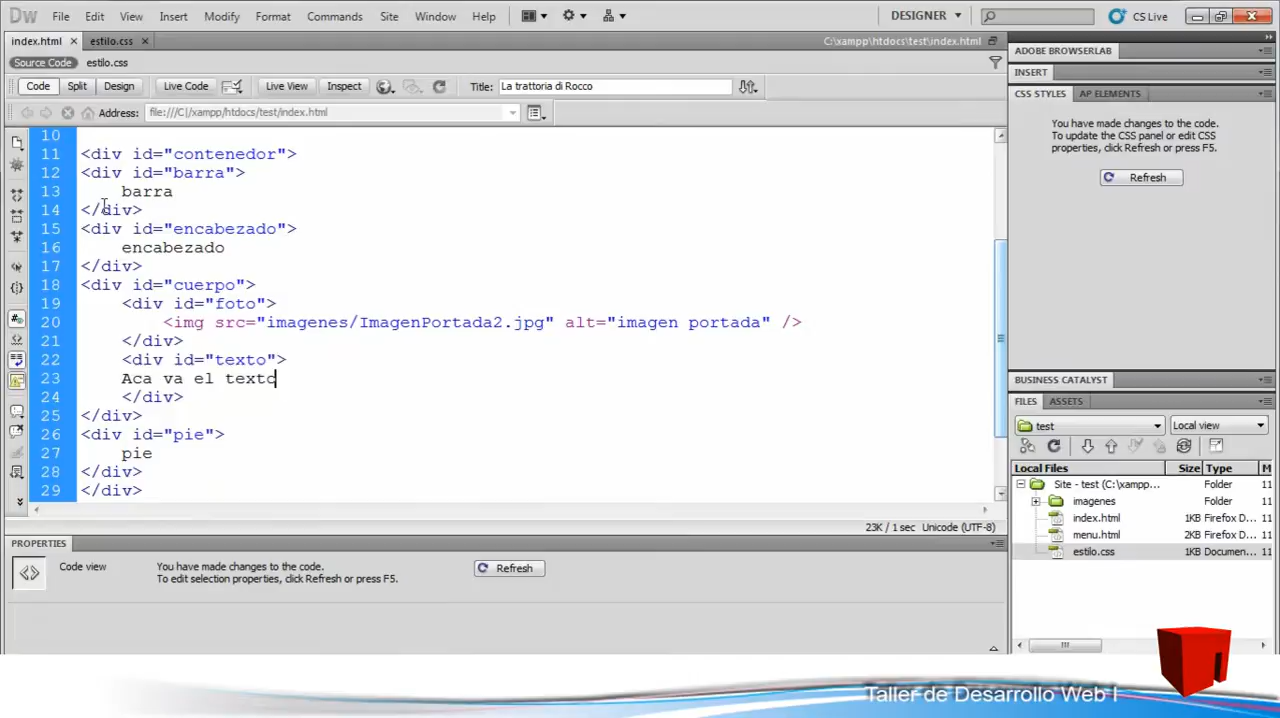 Dw File Edit View Insert Modify Format Commands Site Window Help DESIGNER CS Live
index.html estilo.css C:\xampp\htdocs\test\index.html
Source Code estilo.css
Code Split Design Live Code Live View Inspect Title: La trattoria di Rocco
Address: file:///C|/xampp/htdocs/test/index.html
10
11 <div id="contenedor">
12 <div id="barra">
13 barra
14 </div>
15 <div id="encabezado">
16 encabezado
17 </div>
18 <div id="cuerpo">
19 <div id="foto">
20 <img src="imagenes/ImagenPortada2.jpg" alt="imagen portada" />
21 </div>
22 <div id="texto">
23 Aca va el texto
24 </div>
25 </div>
26 <div id="pie">
27 pie
28 </div>
29 </div>
23K / 1 sec Unicode (UTF-8)
PROPERTIES
Code view
You have made changes to the code.
To edit selection properties, click Refresh or press F5.
Refresh
ADOBE BROWSERLAB
INSERT
CSS STYLES AP ELEMENTS
You have made changes to the code.
To update the CSS panel or edit CSS
properties, click Refresh or press F5.
Refresh
BUSINESS CATALYST
FILES ASSETS
test Local view
Local Files Size Type M
Site - test (C:\xampp... Folder 11
imagenes Folder 11
index.html 1KB Firefox D... 11
menu.html 2KB Firefox D... 11
estilo.css 1KB Documen... 11
Taller de Desarrollo Web I